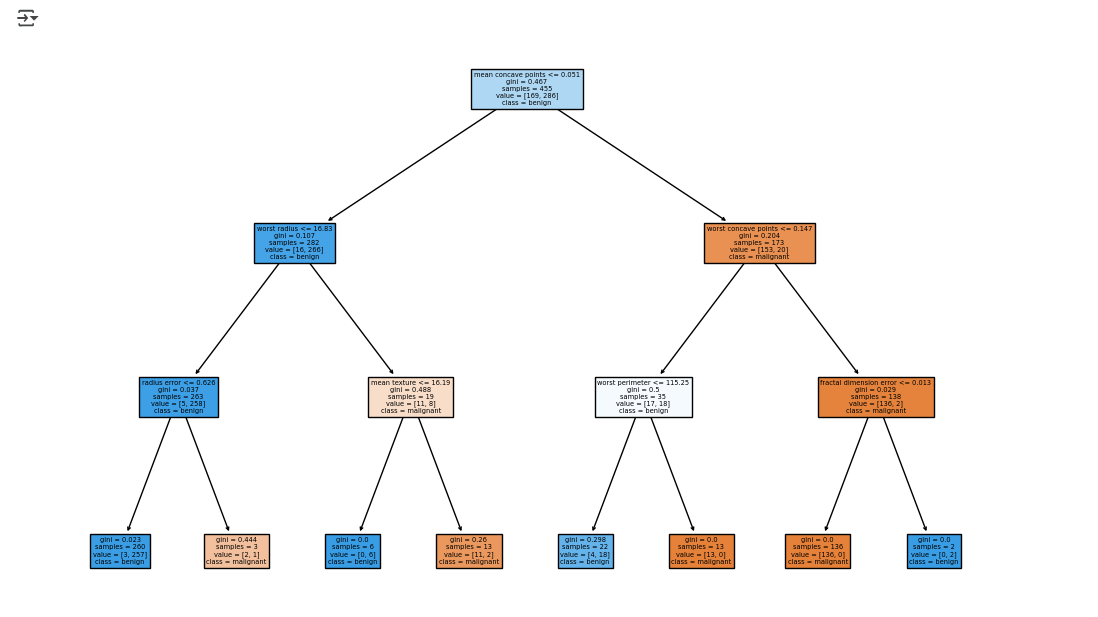 mean concave points <= 0.051
gini = 0.467
samples = 455
value = [169, 286]
class = benign
worst radius <= 16.83
gini = 0.107
samples = 282
value = [16, 266]
class = benign
worst concave points <= 0.147
gini = 0.204
samples = 173
value = [153, 20]
class = malignant
radius error <= 0.626
gini = 0.037
samples = 263
value = [5, 258]
class = benign
mean texture <= 16.19
gini = 0.488
samples = 19
value = [11, 8]
class = malignant
worst perimeter <= 115.25
gini = 0.5
samples = 35
value = [17, 18]
class = benign
fractal dimension error <= 0.013
gini = 0.029
samples = 138
value = [136, 2]
class = malignant
gini = 0.023
samples = 260
value = [3, 257]
class = benign
gini = 0.444
samples = 3
value = [2, 1]
class = malignant
gini = 0.0
samples = 6
value = [0, 6]
class = benign
gini = 0.26
samples = 13
value = [11, 2]
class = malignant
gini = 0.298
samples = 22
value = [4, 18]
class = benign
gini = 0.0
samples = 13
value = [13, 0]
class = malignant
gini = 0.0
samples = 136
value = [136, 0]
class = malignant
gini = 0.0
samples = 2
value = [0, 2]
class = benign